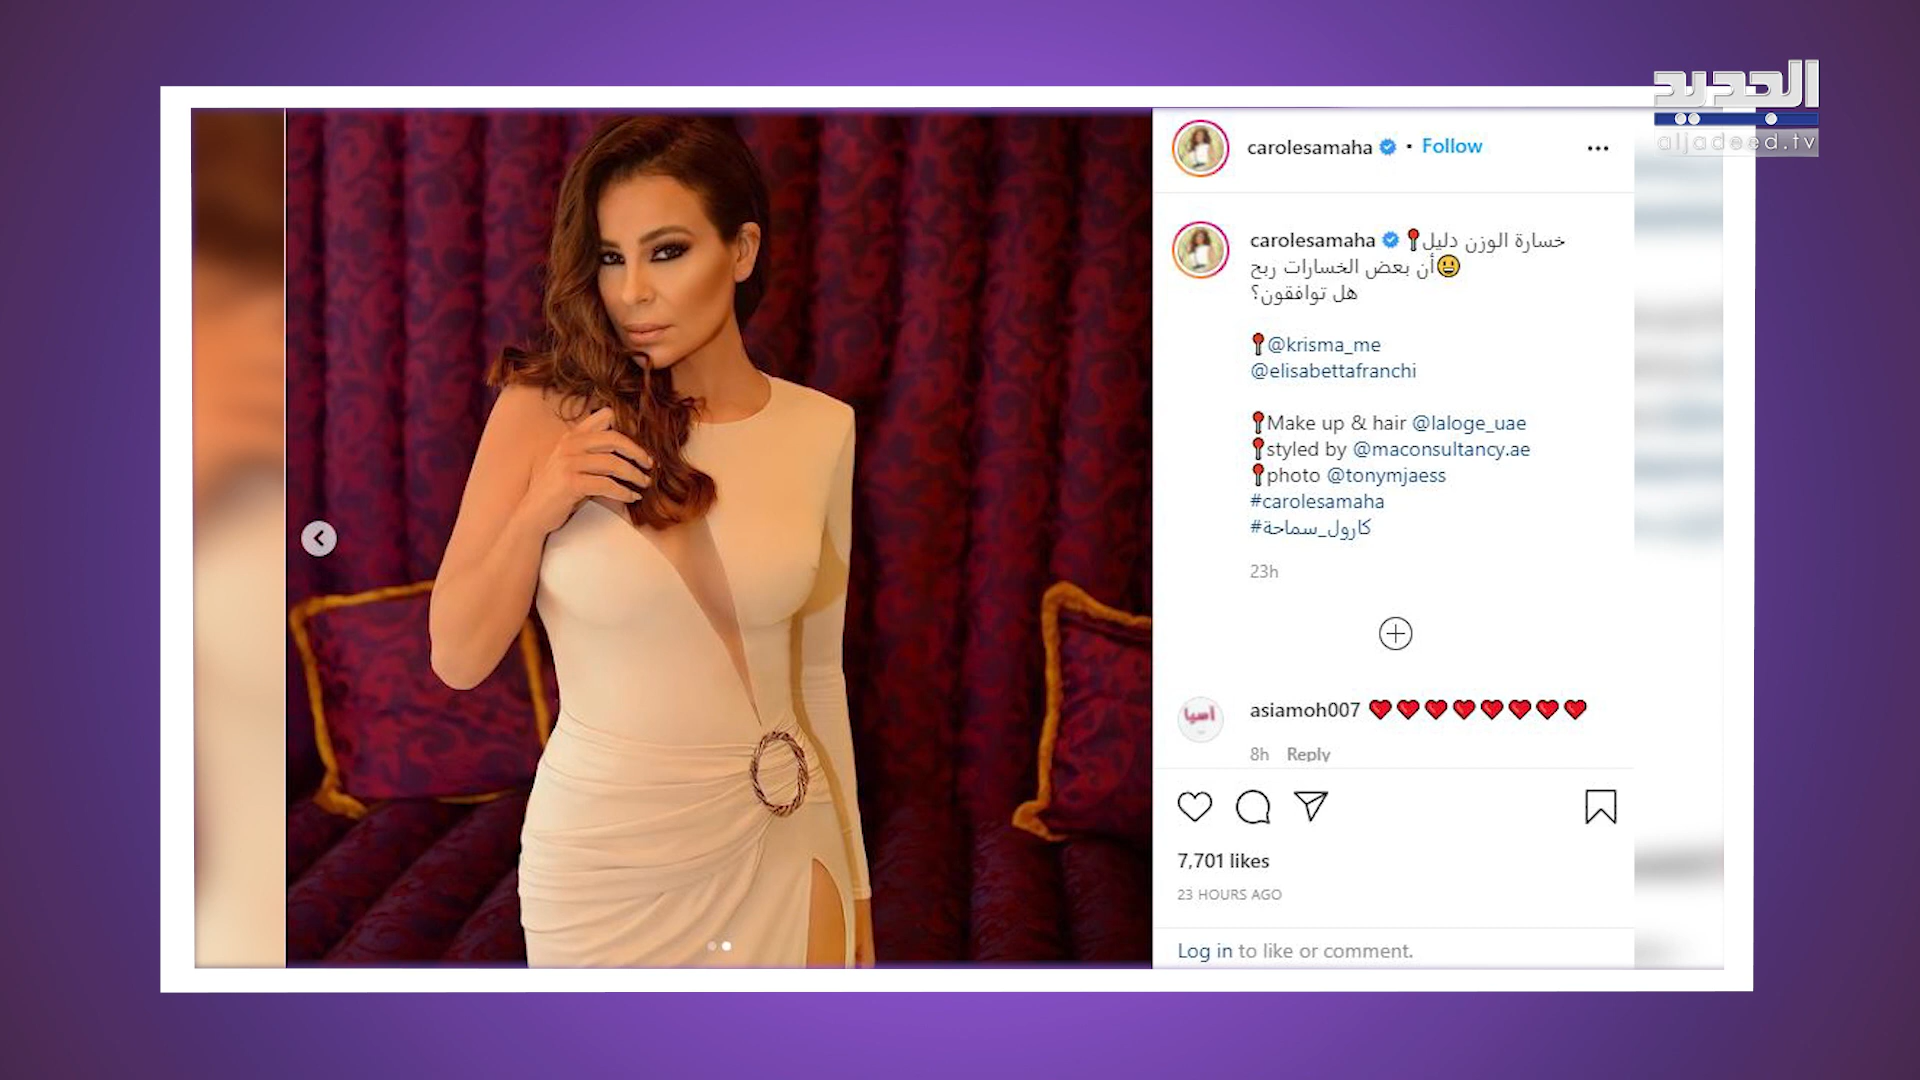 الجديد
aljadeed.tv
carolesamaha • Follow
carolesamaha 📍خسارة الوزن دليل
أن بعض الخسارات ربح😀
هل توافقون؟
📍@krisma_me
@elisabettafranchi
📍Make up & hair @laloge_uae
📍styled by @maconsultancy.ae
📍photo @tonymjaess
#carolesamaha
#كارول_سماحة
23h
اسيا
asiamoh007 ❤❤❤❤❤❤❤❤
8h Reply
7,701 likes
23 HOURS AGO
Log in to like or comment.